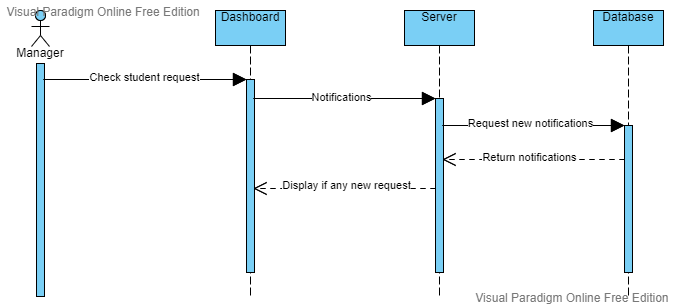 Visual Paradigm Online Free Edition
Dashboard
Server
Database
Manager
Check student request
Notifications
Request new notifications
Return notifications
Display if any new request
Visual Paradigm Online Free Edition